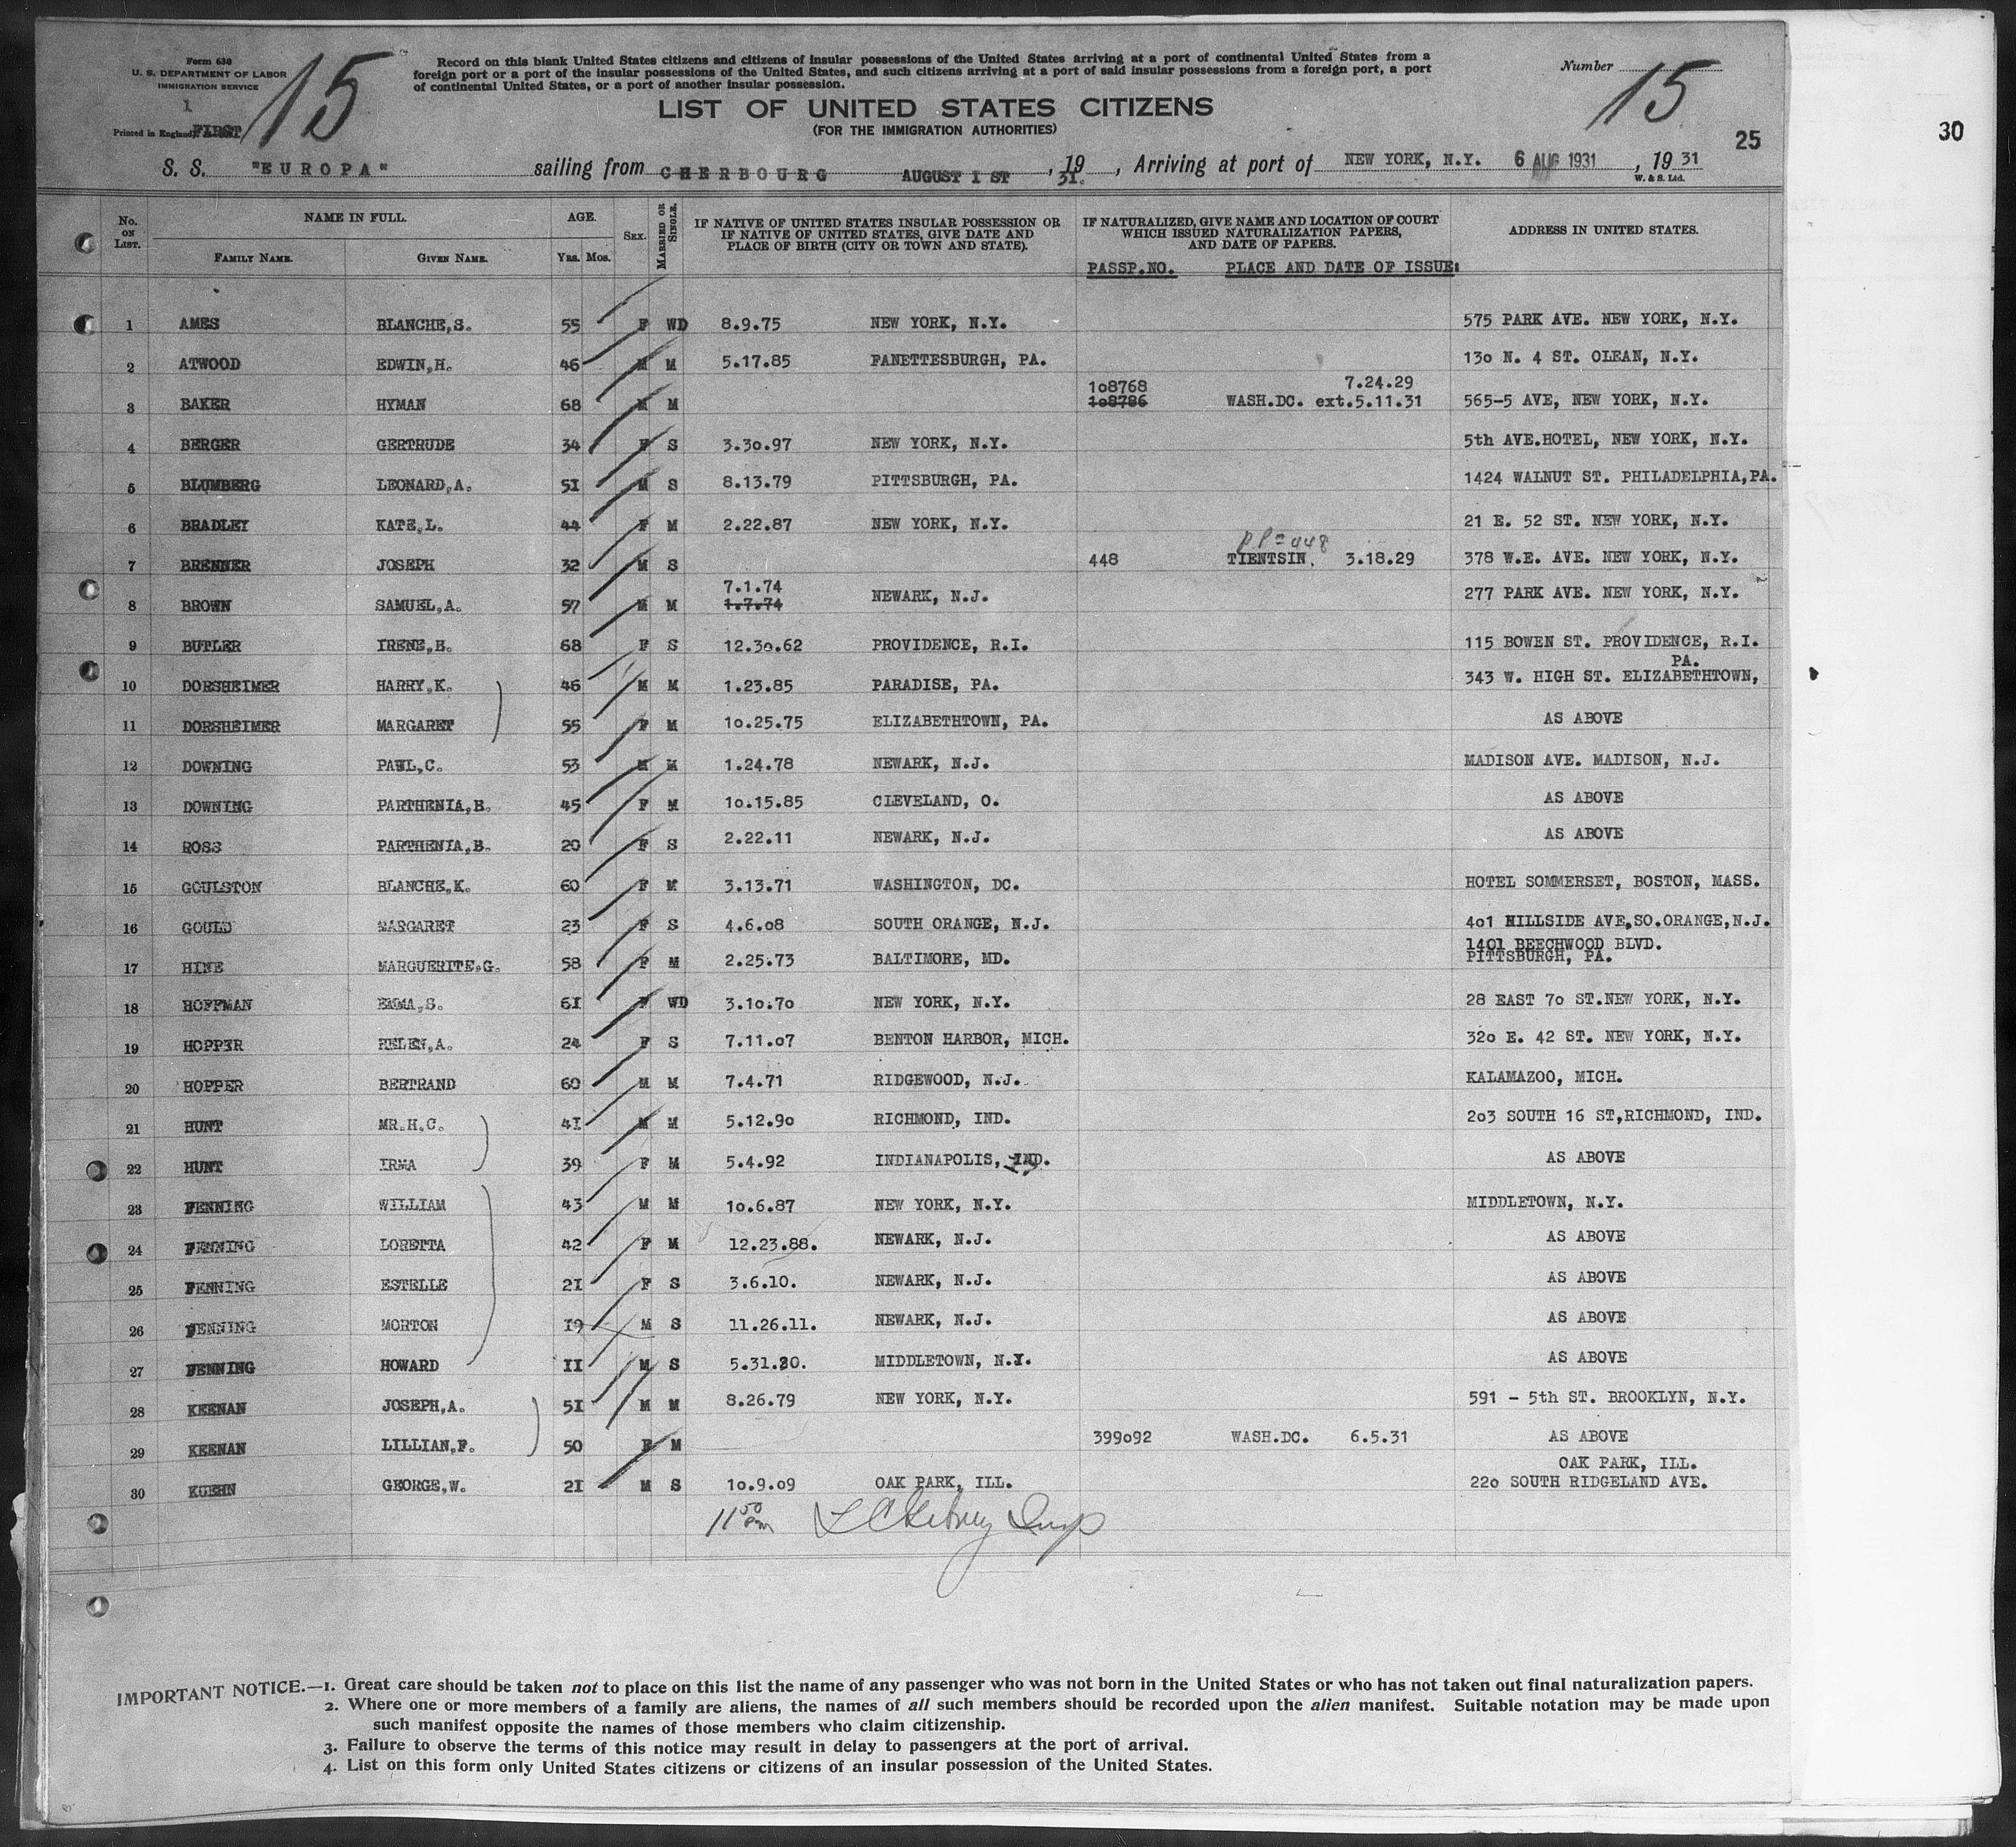 Form 630
U. S. DEPARTMENT OF LABOR
IMMIGRATION SERVICE
1
Printed in England. FIRST
15
Record on this blank United States citizens and citizens of insular possessions of the United States arriving at a port of continental United States from a
foreign port or a port of the insular possessions of the United States, and such citizens arriving at a port of said insular possessions from a foreign port, a port
of continental United States, or a port of another insular possession.
Number
15
LIST OF UNITED STATES CITIZENS
(FOR THE IMMIGRATION AUTHORITIES)
25
30
S. S. "EUROPA" sailing from CHERBOURG AUGUST 1 ST , 19 31. , Arriving at port of NEW YORK, N.Y. 6 AUG 1931 , 19 31
W. & S. Ltd.
No. ON LIST. NAME IN FULL. AGE. SEX. MARRIED OR SINGLE. IF NATIVE OF UNITED STATES INSULAR POSSESSION OR IF NATIVE OF UNITED STATES, GIVE DATE AND PLACE OF BIRTH (CITY OR TOWN AND STATE). IF NATURALIZED, GIVE NAME AND LOCATION OF COURT WHICH ISSUED NATURALIZATION PAPERS, AND DATE OF PAPERS. ADDRESS IN UNITED STATES.
FAMILY NAME. GIVEN NAME. YRS. MOS. PASSP.NO. PLACE AND DATE OF ISSUE:
1 AMES BLANCHE,S. 55 F WD 8.9.75 NEW YORK, N.Y. 575 PARK AVE. NEW YORK, N.Y.
2 ATWOOD EDWIN,H. 46 M M 5.17.85 FANETTESBURGH, PA. 130 N. 4 ST. OLEAN, N.Y.
108768 7.24.29
3 BAKER HYMAN 68 M M 108786 WASH.DC. ext.5.11.31 565-5 AVE, NEW YORK, N.Y.
4 BERGER GERTRUDE 34 F S 3.30.97 NEW YORK, N.Y. 5th AVE.HOTEL, NEW YORK, N.Y.
5 BLUMBERG LEONARD,A. 51 M S 8.13.79 PITTSBURGH, PA. 1424 WALNUT ST. PHILADELPHIA,PA.
6 BRADLEY KATE,L. 44 F M 2.22.87 NEW YORK, N.Y. 21 E. 52 ST. NEW YORK, N.Y.
pp=448
7 BRENNER JOSEPH 32 M S 448 TIENTSIN, 3.18.29 378 W.E. AVE. NEW YORK, N.Y.
7.1.74
8 BROWN SAMUEL,A. 57 M M 1.7.74 NEWARK, N.J. 277 PARK AVE. NEW YORK, N.Y.
9 BUTLER IRENE,B. 68 F S 12.30.62 PROVIDENCE, R.I. 115 BOWEN ST. PROVIDENCE, R.I.
PA.
10 DORSHEIMER HARRY,K. 46 M M 1.23.85 PARADISE, PA. 343 W. HIGH ST. ELIZABETHTOWN,
11 DORSHEIMER MARGARET 55 F M 10.25.75 ELIZABETHTOWN, PA. AS ABOVE
12 DOWNING PAUL,C. 53 M M 1.24.78 NEWARK, N.J. MADISON AVE. MADISON, N.J.
13 DOWNING PARTHENIA,B. 45 F M 10.15.85 CLEVELAND, O. AS ABOVE
14 ROSS PARTHENIA,B. 20 F S 2.22.11 NEWARK, N.J. AS ABOVE
15 GOULSTON BLANCHE,K. 60 F M 3.13.71 WASHINGTON, DC. HOTEL SOMMERSET, BOSTON, MASS.
16 GOULD MARGARET 23 F S 4.6.08 SOUTH ORANGE, N.J. 401 HILLSIDE AVE,SO.ORANGE,N.J.
1401 BEECHWOOD BLVD.
17 HINE MARGUERITE,G. 58 F M 2.25.73 BALTIMORE, MD. PITTSBURGH, PA.
18 HOFFMAN EMMA,S. 61 F WD 3.10.70 NEW YORK, N.Y. 28 EAST 70 ST.NEW YORK, N.Y.
19 HOPPER HELEN,A. 24 F S 7.11.07 BENTON HARBOR, MICH. 320 E. 42 ST. NEW YORK, N.Y.
20 HOPPER BERTRAND 60 M M 7.4.71 RIDGEWOOD, N.J. KALAMAZOO, MICH.
21 HUNT MR.H,C. 41 M M 5.12.90 RICHMOND, IND. 203 SOUTH 16 ST,RICHMOND, IND.
22 HUNT IRMA 39 F M 5.4.92 INDIANAPOLIS, IND. AS ABOVE
23 FENNING WILLIAM 43 M M 10.6.87 NEW YORK, N.Y. MIDDLETOWN, N.Y.
24 FENNING LORETTA 42 F M 12.23.88. NEWARK, N.J. AS ABOVE
25 FENNING ESTELLE 21 F S 3.6.10. NEWARK, N.J. AS ABOVE
26 FENNING MORTON 19 M S 11.26.11. NEWARK, N.J. AS ABOVE
27 FENNING HOWARD 11 M S 5.31.20. MIDDLETOWN, N.Y. AS ABOVE
28 KEENAN JOSEPH,A. 51 M M 8.26.79 NEW YORK, N.Y. 591 - 5th ST. BROOKLYN, N.Y.
29 KEENAN LILLIAN,F. 50 F M 399092 WASH.DC. 6.5.31 AS ABOVE
OAK PARK, ILL.
30 KUEHN GEORGE,W. 21 M S 10.9.09 OAK PARK, ILL. 220 SOUTH RIDGELAND AVE.
11 50 pm Insp
IMPORTANT NOTICE.—1. Great care should be taken not to place on this list the name of any passenger who was not born in the United States or who has not taken out final naturalization papers.
2. Where one or more members of a family are aliens, the names of all such members should be recorded upon the alien manifest. Suitable notation may be made upon
such manifest opposite the names of those members who claim citizenship.
3. Failure to observe the terms of this notice may result in delay to passengers at the port of arrival.
4. List on this form only United States citizens or citizens of an insular possession of the United States.